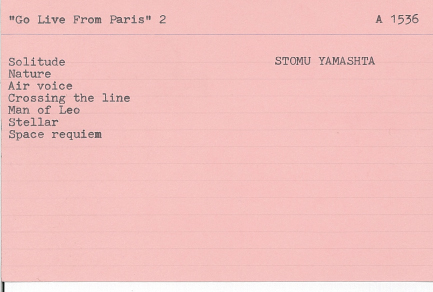 "Go Live From Paris" 2 A 1536
Solitude STOMU YAMASHTA
Nature
Air voice
Crossing the line
Man of Leo
Stellar
Space requiem